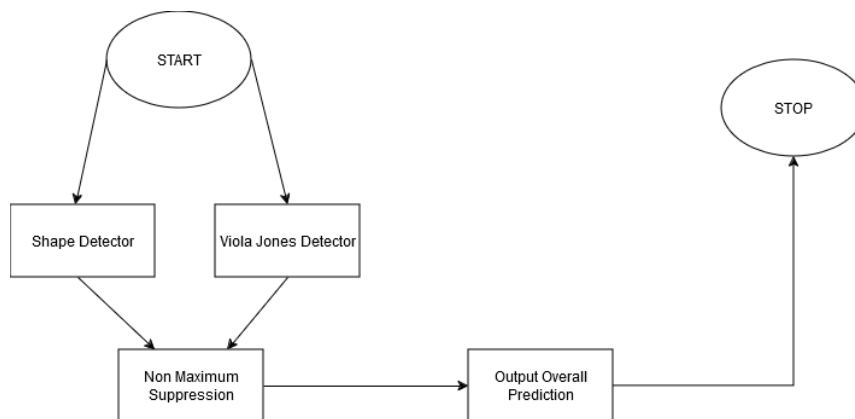 START
STOP
Shape Detector
Viola Jones Detector
Non Maximum
Suppression
Output Overall
Prediction